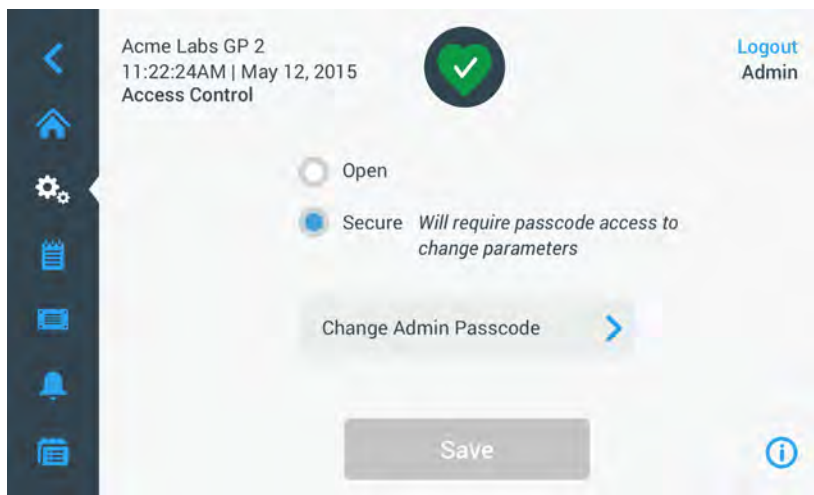 Acme Labs GP 2
11:22:24AM | May 12, 2015
Access Control
Logout
Admin
Open
Secure Will require passcode access to
change parameters
Change Admin Passcode
Save